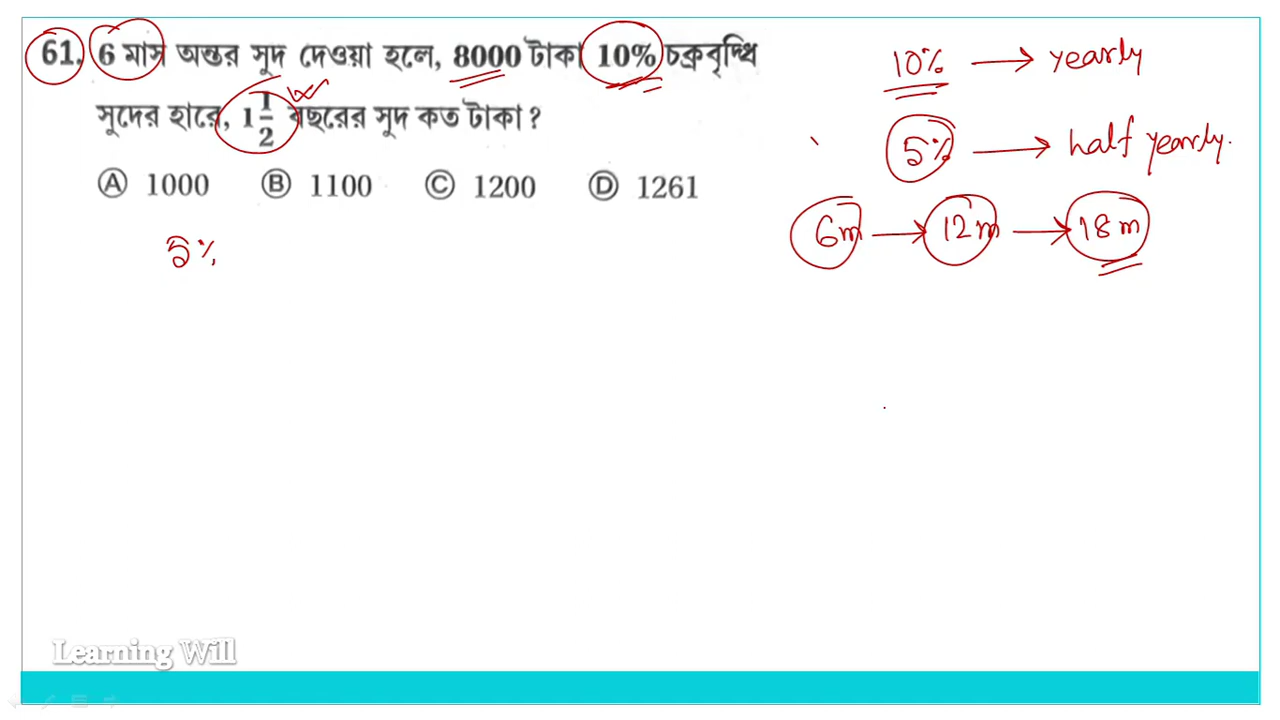 61. 6 মাস অন্তর সুদ দেওয়া হলে, 8000 টাকা 10% চক্রবৃদ্ধি
সুদের হারে, 1 1/2 বছরের সুদ কত টাকা ?
Ⓐ 1000 Ⓑ 1100 Ⓒ 1200 Ⓓ 1261
5%
10% → yearly
5% → half yearly.
6m → 12m → 18m
Learning Will